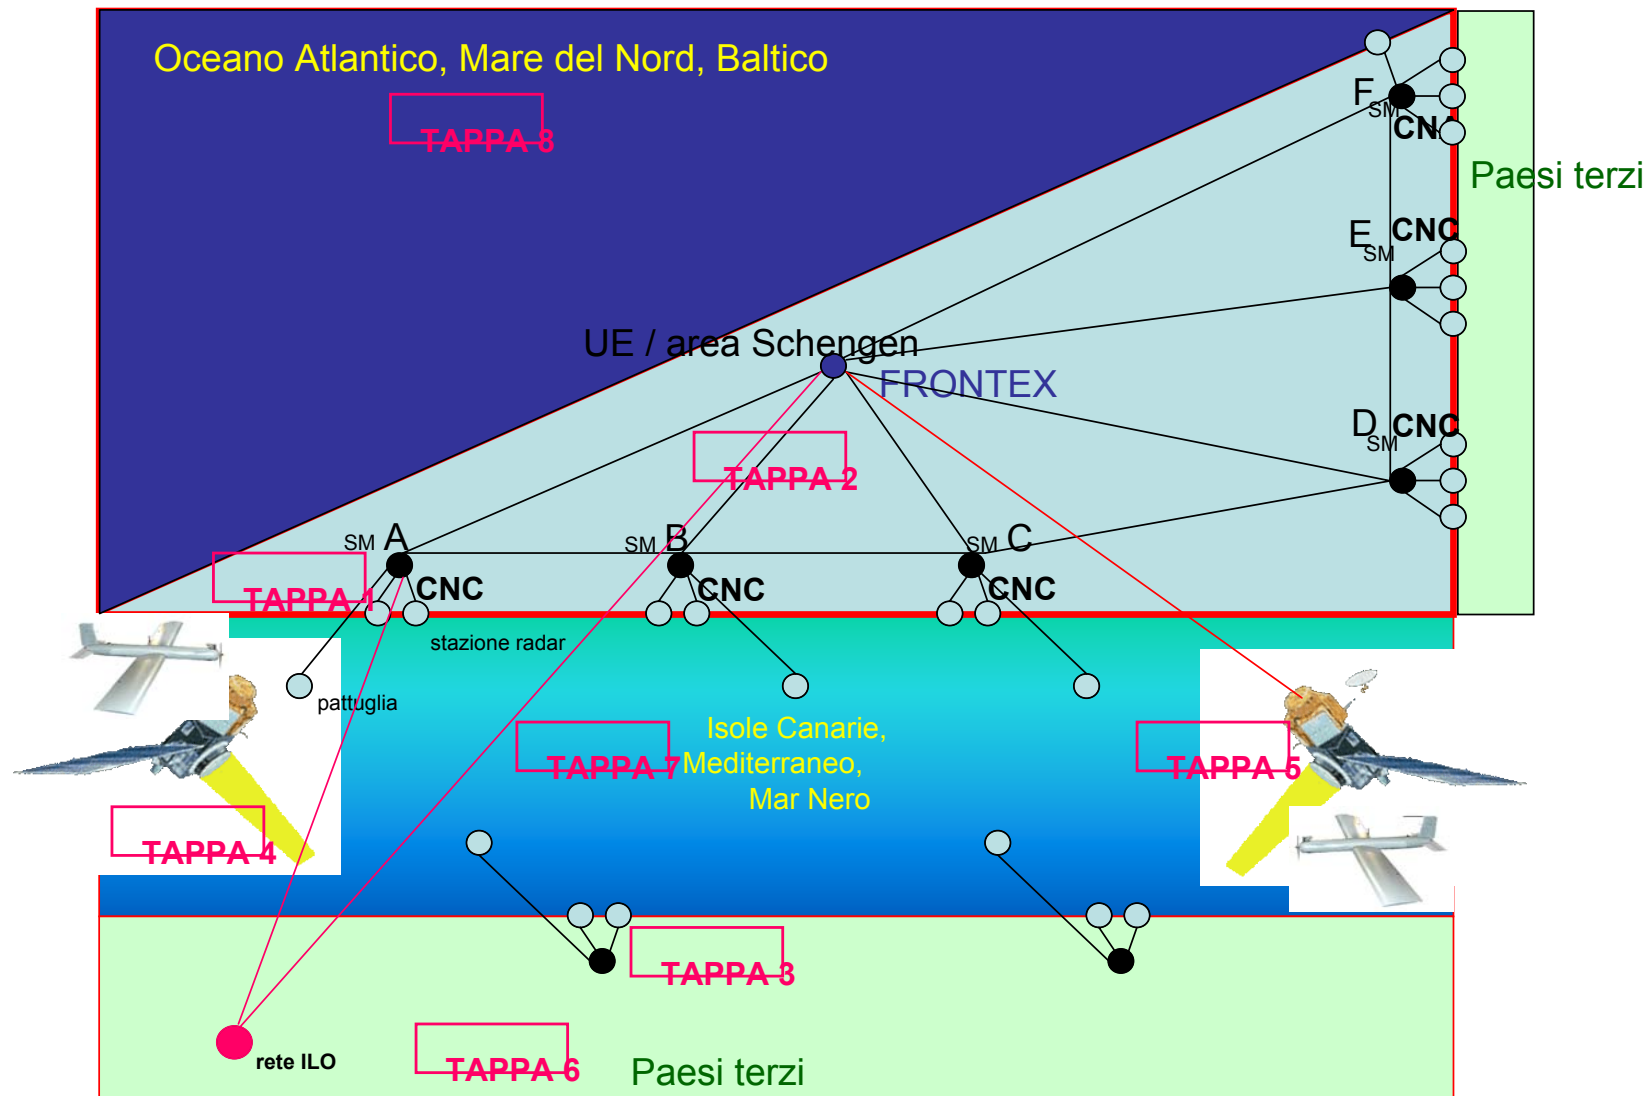 Oceano Atlantico, Mare del Nord, Baltico
TAPPA 8
F
SM
CNA
Paesi terzi
E
SM
CNC
UE / area Schengen
FRONTEX
D
SM
CNC
TAPPA 2
SM A
CNC
SM B
CNC
SM C
CNC
TAPPA 1
stazione radar
pattuglia
Isole Canarie,
Mediterraneo,
Mar Nero
TAPPA 7
TAPPA 5
TAPPA 4
TAPPA 3
rete ILO
TAPPA 6
Paesi terzi